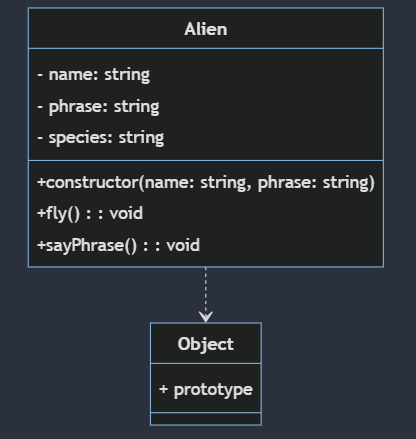 Alien
- name: string
- phrase: string
- species: string
+constructor(name: string, phrase: string)
+fly() : : void
+sayPhrase() : : void
Object
+ prototype